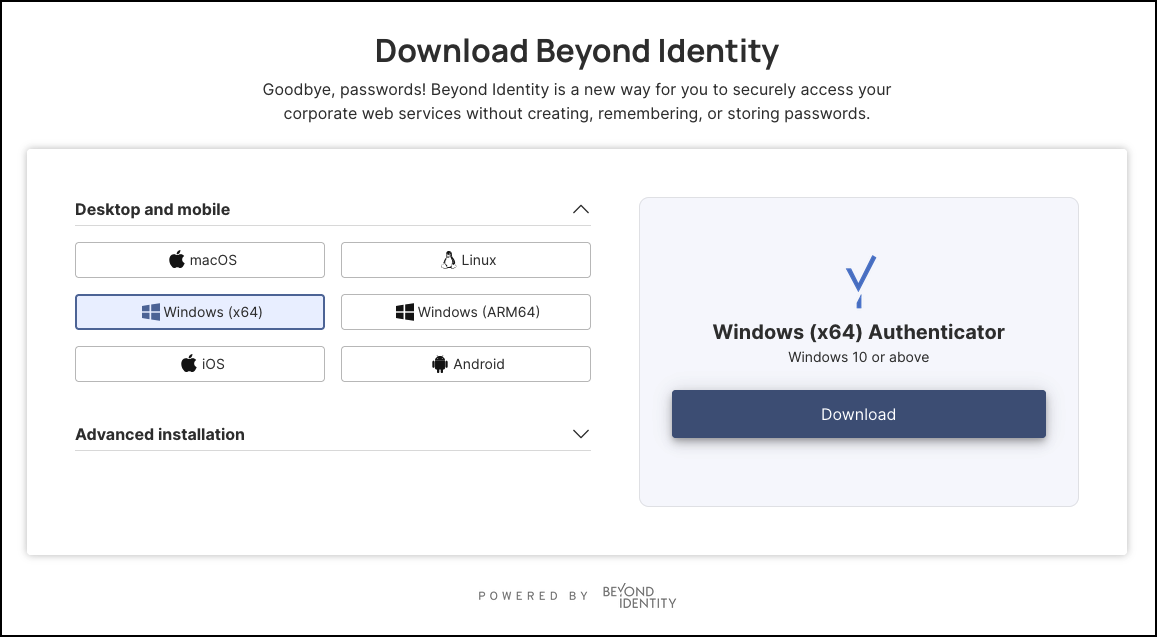 Download Beyond Identity
Goodbye, passwords! Beyond Identity is a new way for you to securely access your
corporate web services without creating, remembering, or storing passwords.
Desktop and mobile
macOS
Linux
Windows (x64)
Windows (ARM64)
iOS
Android
Advanced installation
Windows (x64) Authenticator
Windows 10 or above
Download
POWERED BY
BEYOND
IDENTITY